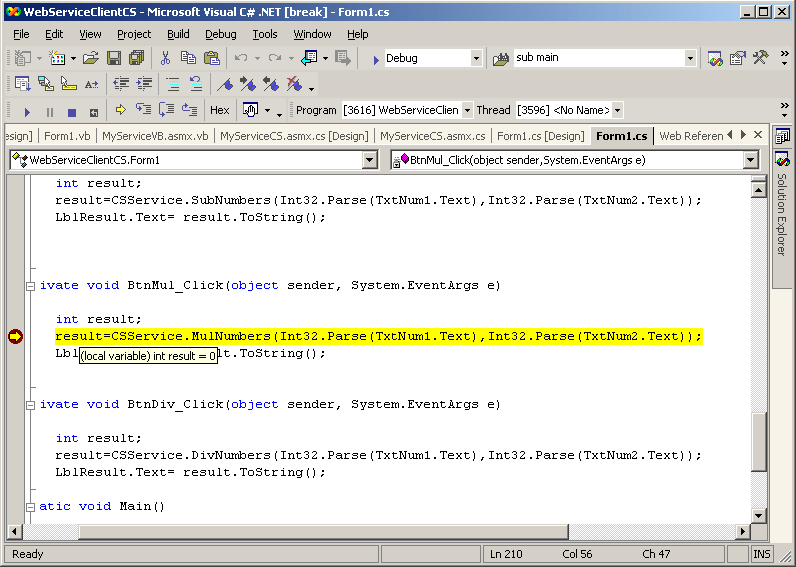 WebServiceClientCS - Microsoft Visual C# .NET [break] - Form1.cs
File Edit View Project Build Debug Tools Window Help
Debug sub main
A±
Hex Program [3616] WebServiceClien Thread [3596] <No Name>
esign] Form1.vb MyServiceVB.asmx.vb MyServiceCS.asmx.cs [Design] MyServiceCS.asmx.cs Form1.cs [Design] Form1.cs Web Referen
WebServiceClientCS.Form1 BtnMul_Click(object sender,System.EventArgs e)
int result;
result=CSService.SubNumbers(Int32.Parse(TxtNum1.Text),Int32.Parse(TxtNum2.Text));
LblResult.Text= result.ToString();
ivate void BtnMul_Click(object sender, System.EventArgs e)
int result;
result=CSService.MulNumbers(Int32.Parse(TxtNum1.Text),Int32.Parse(TxtNum2.Text));
Lbl (local variable) int result = 0 lt.ToString();
ivate void BtnDiv_Click(object sender, System.EventArgs e)
int result;
result=CSService.DivNumbers(Int32.Parse(TxtNum1.Text),Int32.Parse(TxtNum2.Text));
LblResult.Text= result.ToString();
atic void Main()
Solution Explorer
Ready Ln 210 Col 56 Ch 47 INS